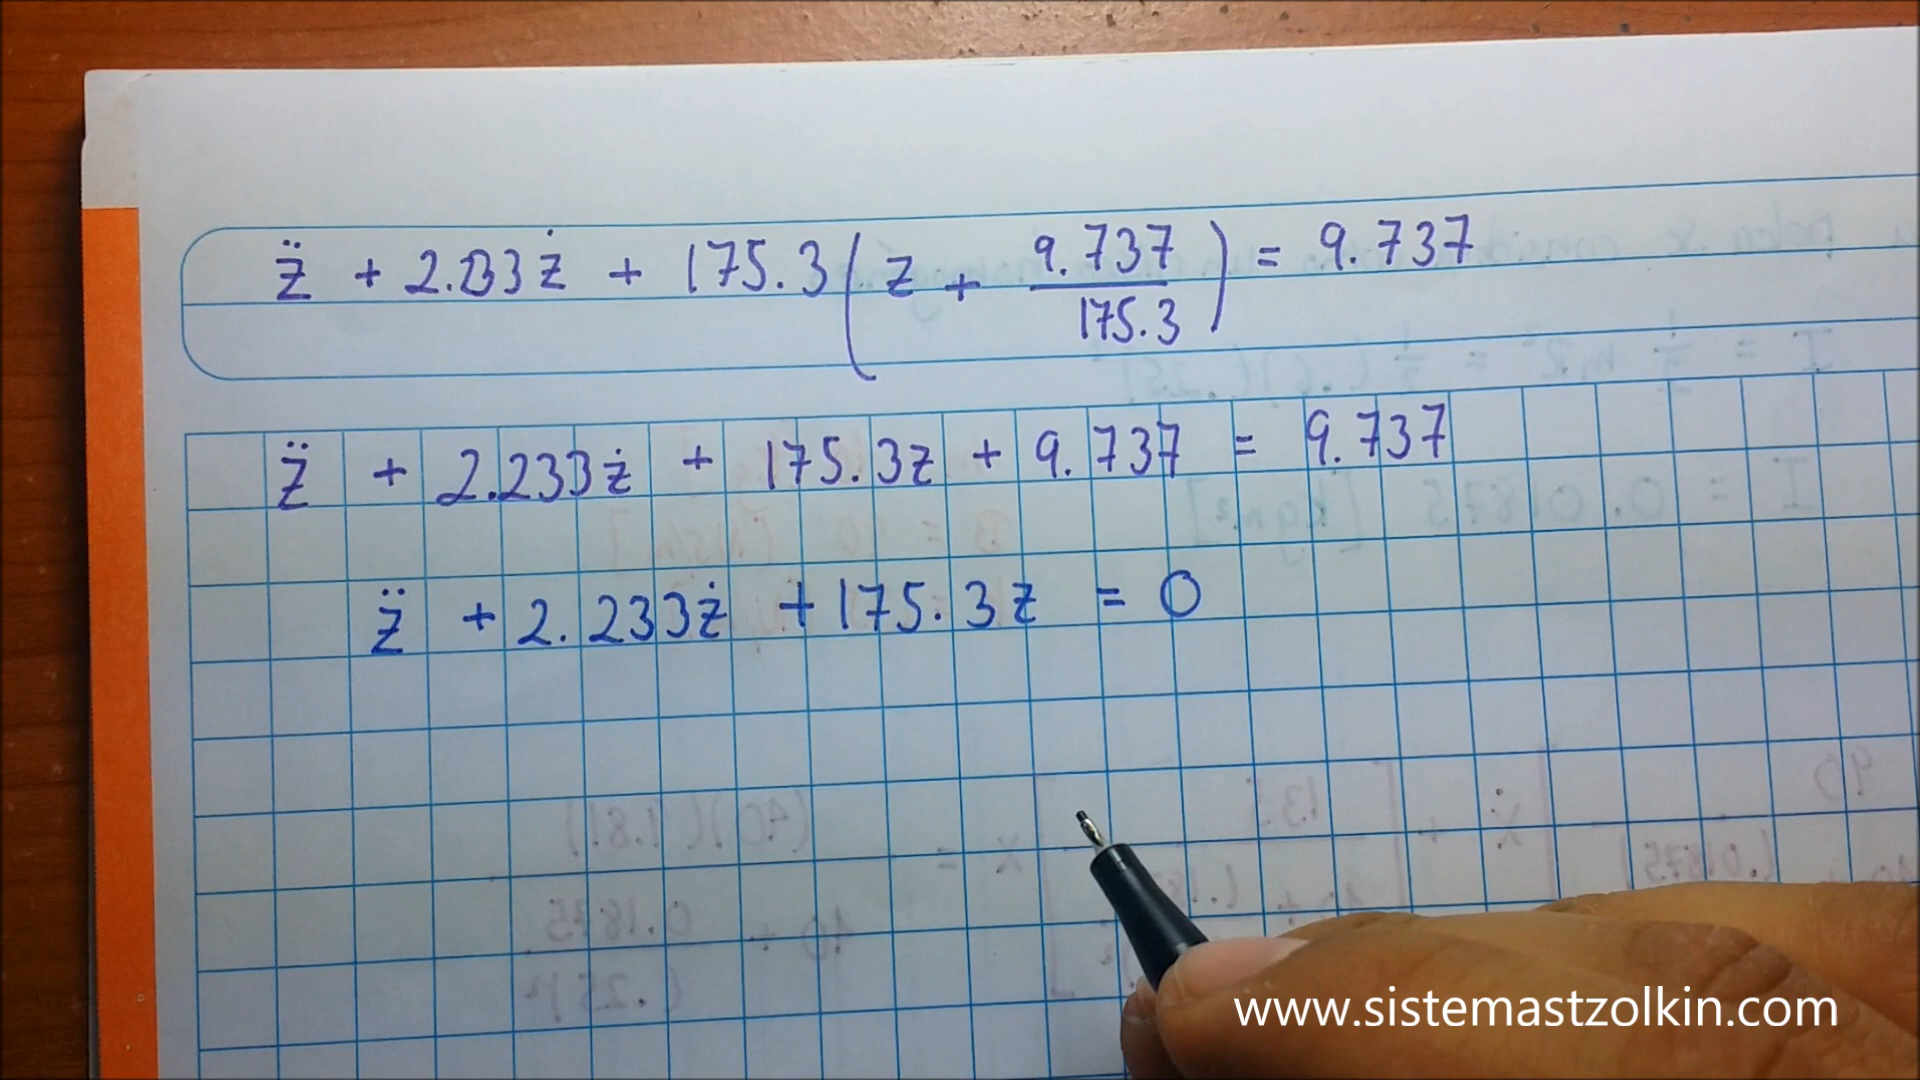 z̈ + 2.233ż + 175.3(z + 9.737/175.3) = 9.737
z̈ + 2.233ż + 175.3z + 9.737 = 9.737
z̈ + 2.233ż + 175.3z = 0
www.sistemastzolkin.com